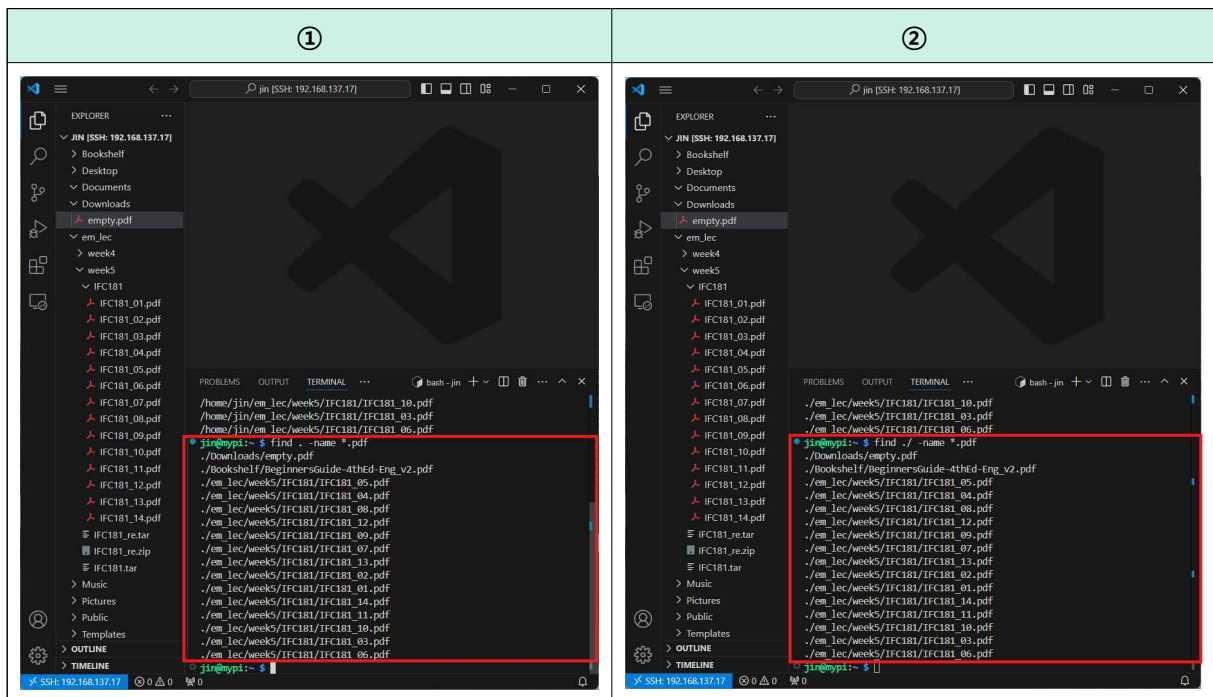 ①
②
jin [SSH: 192.168.137.17]
EXPLORER ...
JIN [SSH: 192.168.137.17]
> Bookshelf
> Desktop
Documents
Downloads
empty.pdf
em_lec
> week4
week5
IFC181
IFC181_01.pdf
IFC181_02.pdf
IFC181_03.pdf
IFC181_04.pdf
IFC181_05.pdf
IFC181_06.pdf
IFC181_07.pdf
IFC181_08.pdf
IFC181_09.pdf
IFC181_10.pdf
IFC181_11.pdf
IFC181_12.pdf
IFC181_13.pdf
IFC181_14.pdf
IFC181_re.tar
IFC181_re.zip
IFC181.tar
> Music
> Pictures
> Public
> Templates
> OUTLINE
> TIMELINE
PROBLEMS OUTPUT TERMINAL ... bash - jin
/home/jin/em_lec/week5/IFC181/IFC181_10.pdf
/home/jin/em_lec/week5/IFC181/IFC181_03.pdf
/home/jin/em_lec/week5/IFC181/IFC181_06.pdf
jin@mypi:~ $ find . -name *.pdf
./Downloads/empty.pdf
./Bookshelf/BeginnersGuide-4thEd-Eng_v2.pdf
./em_lec/week5/IFC181/IFC181_05.pdf
./em_lec/week5/IFC181/IFC181_04.pdf
./em_lec/week5/IFC181/IFC181_08.pdf
./em_lec/week5/IFC181/IFC181_12.pdf
./em_lec/week5/IFC181/IFC181_09.pdf
./em_lec/week5/IFC181/IFC181_07.pdf
./em_lec/week5/IFC181/IFC181_13.pdf
./em_lec/week5/IFC181/IFC181_02.pdf
./em_lec/week5/IFC181/IFC181_01.pdf
./em_lec/week5/IFC181/IFC181_14.pdf
./em_lec/week5/IFC181/IFC181_11.pdf
./em_lec/week5/IFC181/IFC181_10.pdf
./em_lec/week5/IFC181/IFC181_03.pdf
./em_lec/week5/IFC181/IFC181_06.pdf
jin@mypi:~ $
SSH: 192.168.137.17 0 0 0
jin [SSH: 192.168.137.17]
EXPLORER ...
JIN [SSH: 192.168.137.17]
> Bookshelf
> Desktop
Documents
Downloads
empty.pdf
em_lec
> week4
week5
IFC181
IFC181_01.pdf
IFC181_02.pdf
IFC181_03.pdf
IFC181_04.pdf
IFC181_05.pdf
IFC181_06.pdf
IFC181_07.pdf
IFC181_08.pdf
IFC181_09.pdf
IFC181_10.pdf
IFC181_11.pdf
IFC181_12.pdf
IFC181_13.pdf
IFC181_14.pdf
IFC181_re.tar
IFC181_re.zip
IFC181.tar
> Music
> Pictures
> Public
> Templates
> OUTLINE
> TIMELINE
PROBLEMS OUTPUT TERMINAL ... bash - jin
./em_lec/week5/IFC181/IFC181_10.pdf
./em_lec/week5/IFC181/IFC181_03.pdf
./em_lec/week5/IFC181/IFC181_06.pdf
jin@mypi:~ $ find ./ -name *.pdf
./Downloads/empty.pdf
./Bookshelf/BeginnersGuide-4thEd-Eng_v2.pdf
./em_lec/week5/IFC181/IFC181_05.pdf
./em_lec/week5/IFC181/IFC181_04.pdf
./em_lec/week5/IFC181/IFC181_08.pdf
./em_lec/week5/IFC181/IFC181_12.pdf
./em_lec/week5/IFC181/IFC181_09.pdf
./em_lec/week5/IFC181/IFC181_07.pdf
./em_lec/week5/IFC181/IFC181_13.pdf
./em_lec/week5/IFC181/IFC181_02.pdf
./em_lec/week5/IFC181/IFC181_01.pdf
./em_lec/week5/IFC181/IFC181_14.pdf
./em_lec/week5/IFC181/IFC181_11.pdf
./em_lec/week5/IFC181/IFC181_10.pdf
./em_lec/week5/IFC181/IFC181_03.pdf
./em_lec/week5/IFC181/IFC181_06.pdf
jin@mypi:~ $
SSH: 192.168.137.17 0 0 0